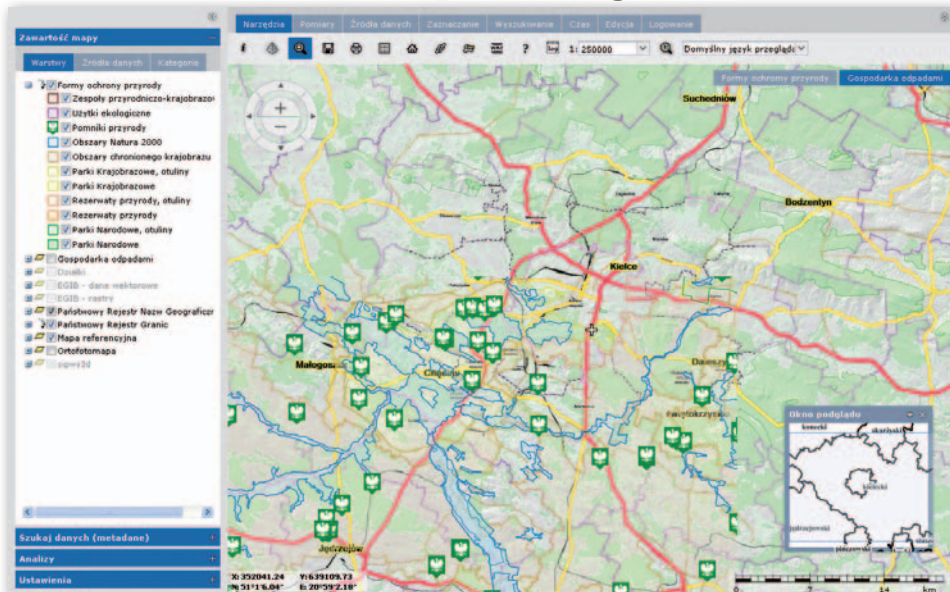 Narzędzia Pomiary Źródła danych Zaznaczanie Wyszukiwanie Czas Edycja Logowanie
Zawartość mapy
Warstwy Źródła danych Kategorie
1: 250000 Domyślny język przegląda
Formy ochrony przyrody Gospodarka odpadami
Formy ochrony przyrody
Zespoły przyrodniczo-krajobrazo
Użytki ekologiczne
Pomniki przyrody
Obszary Natura 2000
Obszary chronionego krajobrazu
Parki Krajobrazowe, otuliny
Parki Krajobrazowe
Rezerwaty przyrody, otuliny
Rezerwaty przyrody
Parki Narodowe, otuliny
Parki Narodowe
Gospodarka odpadami
Działki
EGIB - dane wektorowe
EGIB - rastry
Państwowy Rejestr Nazw Geograficzn
Państwowy Rejestr Granic
Mapa referencyjna
Ortofotomapa
Suchedniów
Bodzentyn
Kielce
Małogosz
Chęciny
Daleszy
Jędrzejów
Okno podglądu
konecki skarżyski
kielecki
jędrzejowski
pińczowski
Szukaj danych (metadane)
Analizy
Ustawienia
X: 352041.24 Y: 639109.73
N: 51°1'6.04" E: 20°59'2.18"
0 7 14 km